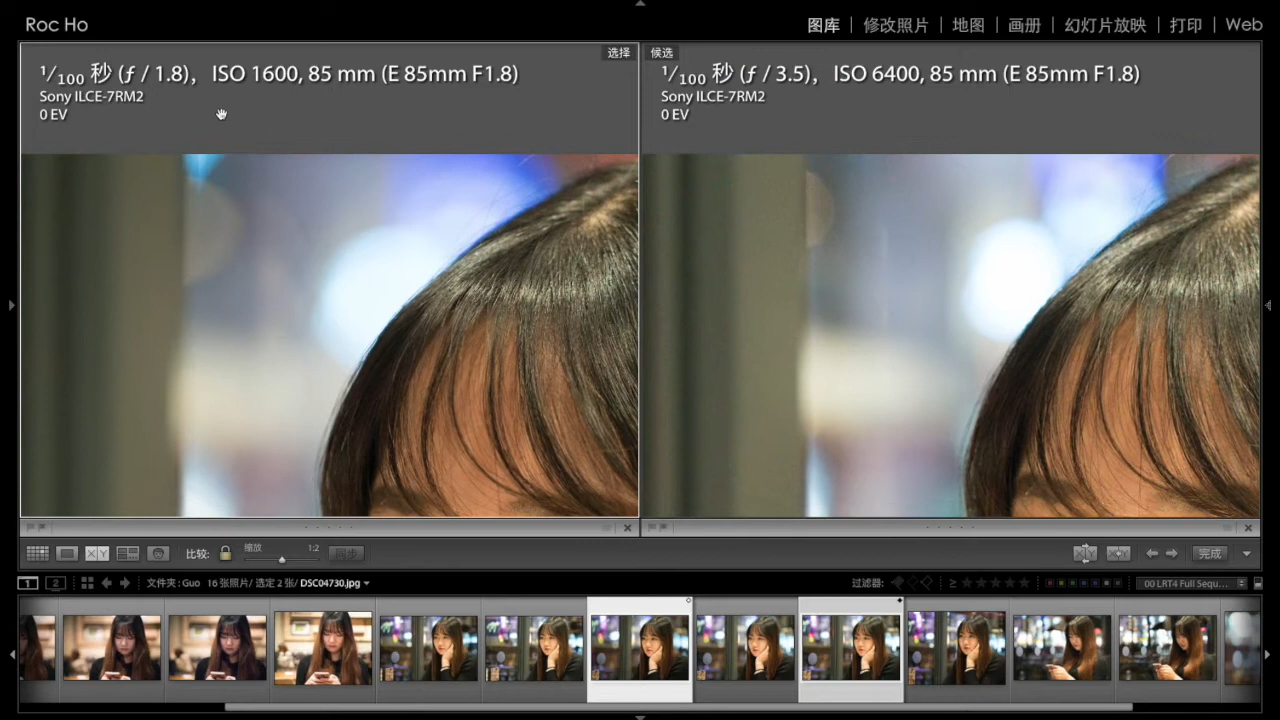 Roc Ho
图库 | 修改照片 | 地图 | 画册 | 幻灯片放映 | 打印 | Web
选择
候选
1/100 秒 (ƒ / 1.8)， ISO 1600, 85 mm (E 85mm F1.8)
Sony ILCE-7RM2
0 EV
1/100 秒 (ƒ / 3.5)， ISO 6400, 85 mm (E 85mm F1.8)
Sony ILCE-7RM2
0 EV
X Y
比较:
缩放
1:2
同步
完成
1 2
文件夹 : Guo 16 张照片/ 选定 2 张/ DSC04730.jpg
过滤器:
00 LRT4 Full Sequ...